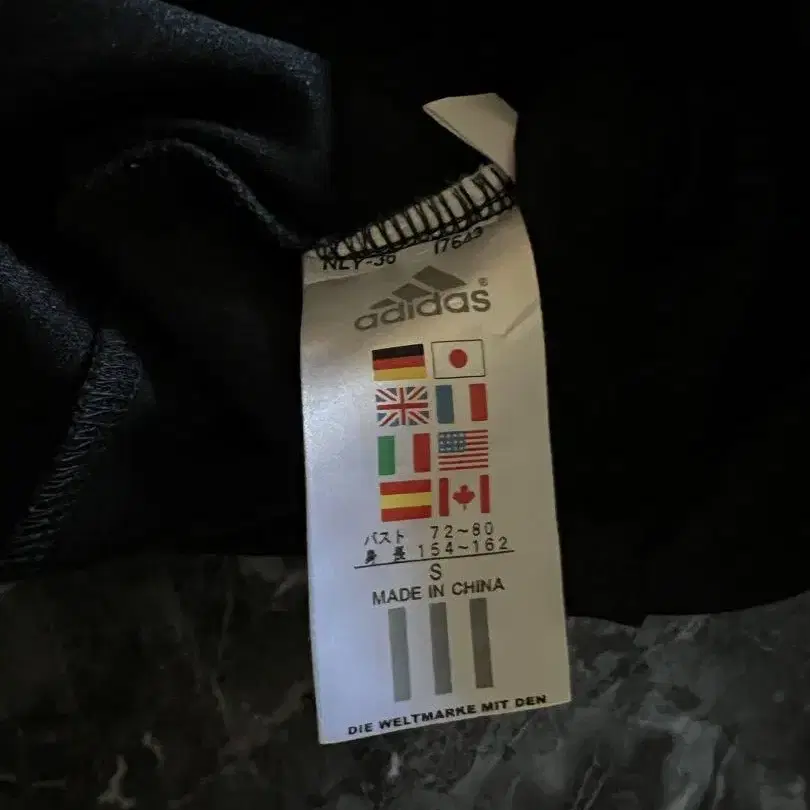 NLY-36 17643
adidas®
バスト 72~80
身長 154~162
S
MADE IN CHINA
DIE WELTMARKE MIT DEN